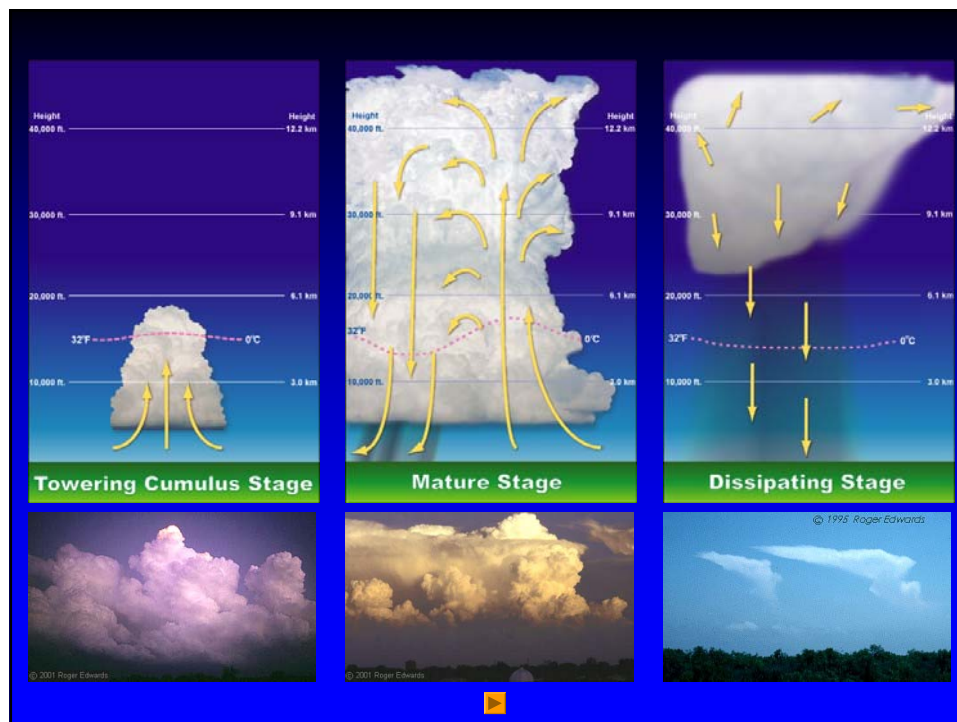 Height
Height
40,000 ft.
12.2 km
30,000 ft.
9.1 km
20,000 ft.
6.1 km
32°F
0°C
10,000 ft.
3.0 km
Towering Cumulus Stage
Height
Height
40,000 ft.
12.2 km
30,000 ft.
9.1 km
20,000 ft.
6.1 km
32°F
0°C
10,000 ft.
3.0 km
Mature Stage
Height
Height
40,000 ft.
12.2 km
30,000 ft.
9.1 km
20,000 ft.
6.1 km
32°F
0°C
10,000 ft.
3.0 km
Dissipating Stage
© 2001 Roger Edwards
© 2001 Roger Edwards
© 1995 Roger Edwards